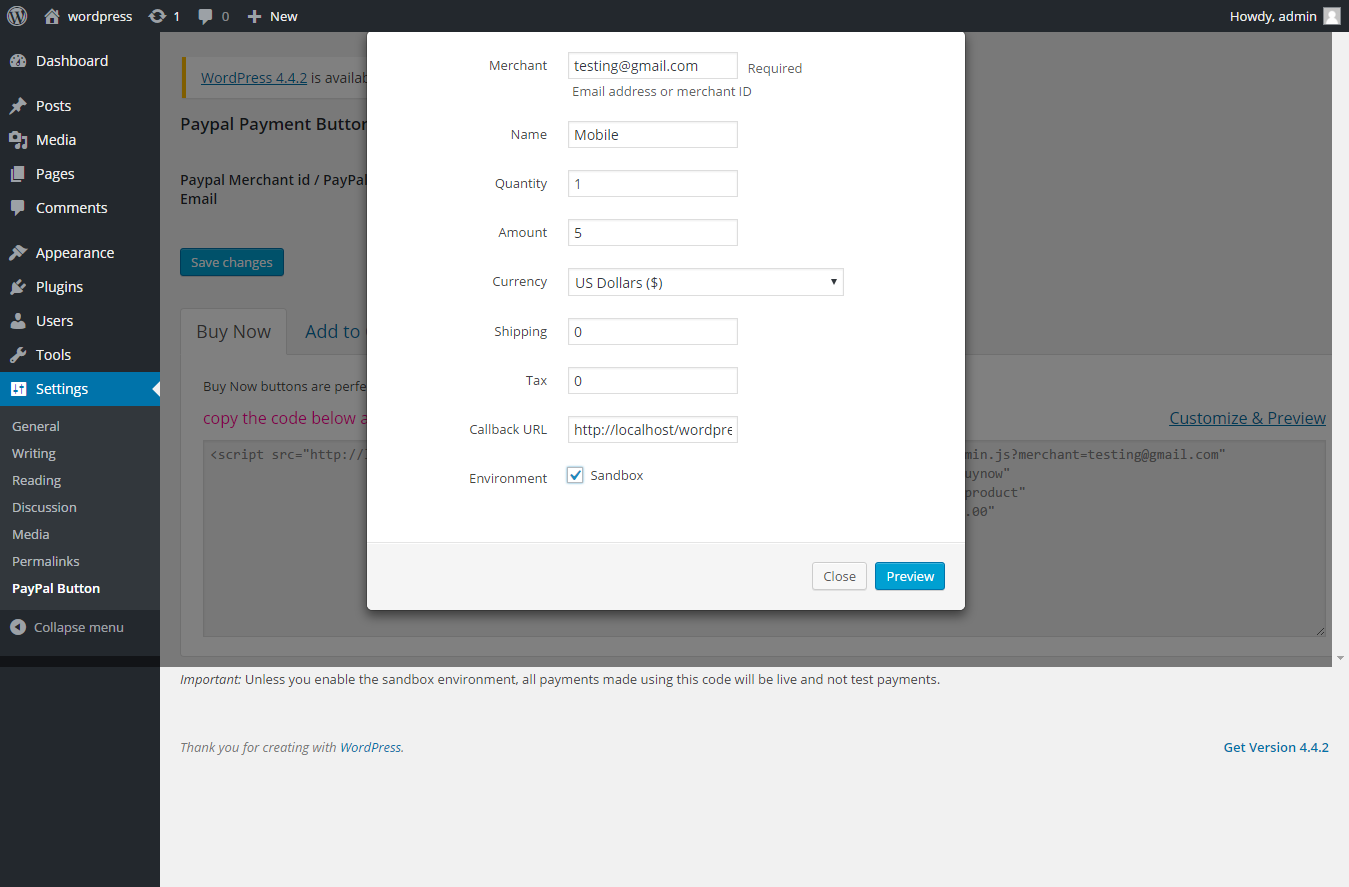 wordpress 1 0 New Howdy, admin
Dashboard
Posts
Media
Pages
Comments
Appearance
Plugins
Users
Tools
Settings
General
Writing
Reading
Discussion
Media
Permalinks
PayPal Button
Collapse menu
WordPress 4.4.2 is
Paypal Payment
Paypal Merchant id / PayPal
Email
Save changes
Buy Now Add to
Buy Now buttons are
copy the code below
Customize & Preview
<script src="http://
min.js?merchant=testing@gmail.com"
uynow"
product"
.00"
Merchant testing@gmail.com Required
Email address or merchant ID
Name Mobile
Quantity 1
Amount 5
Currency US Dollars ($)
Shipping 0
Tax 0
Callback URL http://localhost/wordpre
Environment Sandbox
Close Preview
Important: Unless you enable the sandbox environment, all payments made using this code will be live and not test payments.
Thank you for creating with WordPress. Get Version 4.4.2